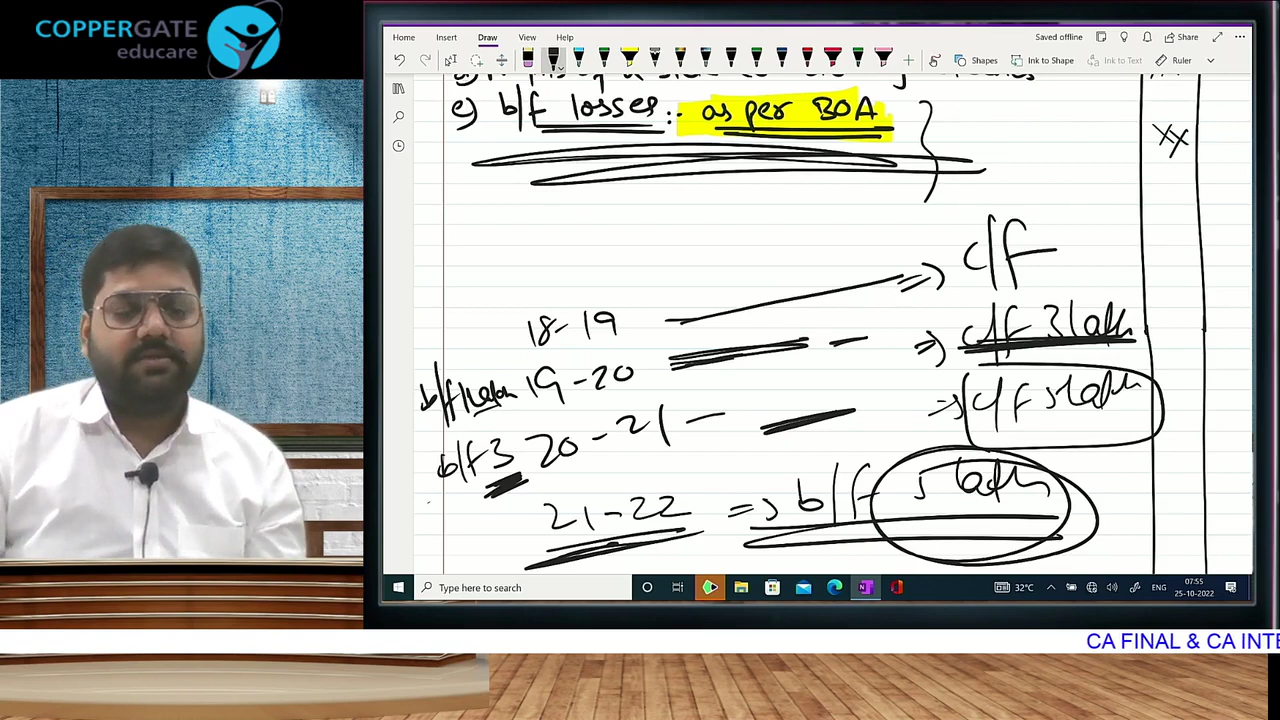 COPPERGATE
educare
Home Insert Draw View Help
Saved offline
Share
Shapes
Ink to Shape
Ink to Text
Ruler
e) b/f losses :- as per BOA
XX
18-19 => c/f
19-20 => c/f 3 lakh
b/f 3 20-21 - => c/f 5 lakh
21-22 => b/f 5 lakh
Type here to search
32°C
ENG
07:55
25-10-2022
CA FINAL & CA INTE